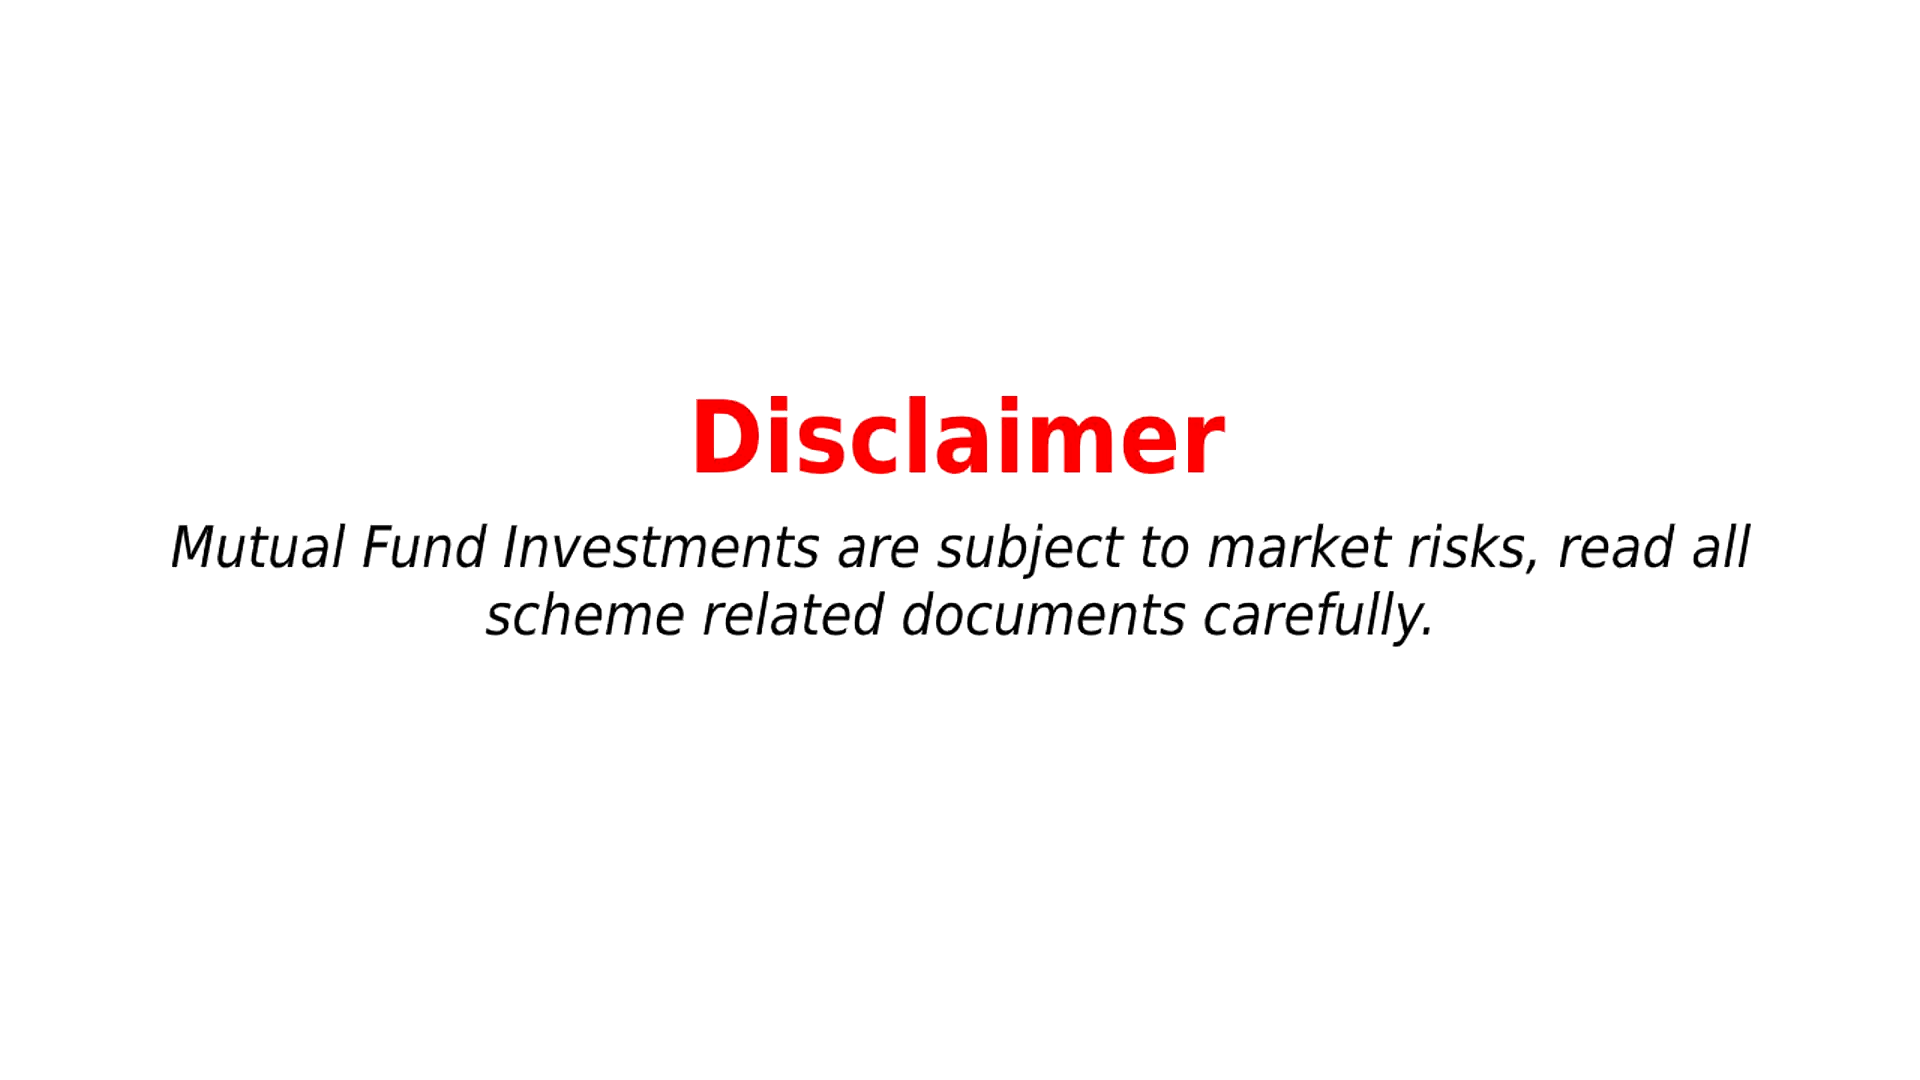 Disclaimer
Mutual Fund Investments are subject to market risks, read all
scheme related documents carefully.